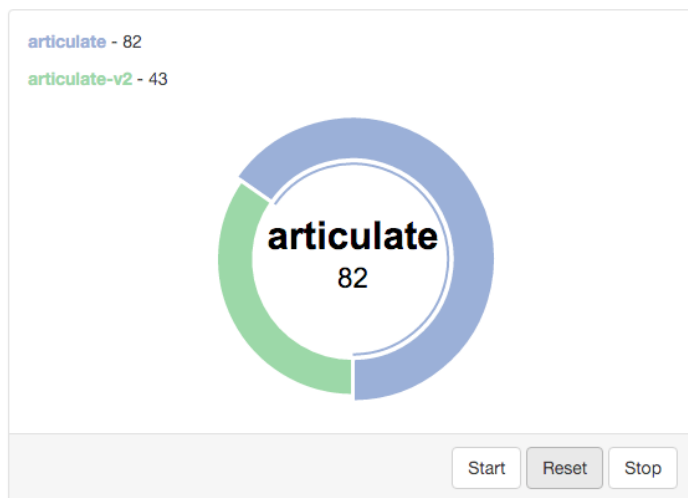 articulate - 82
articulate-v2 - 43
articulate
82
Start Reset Stop